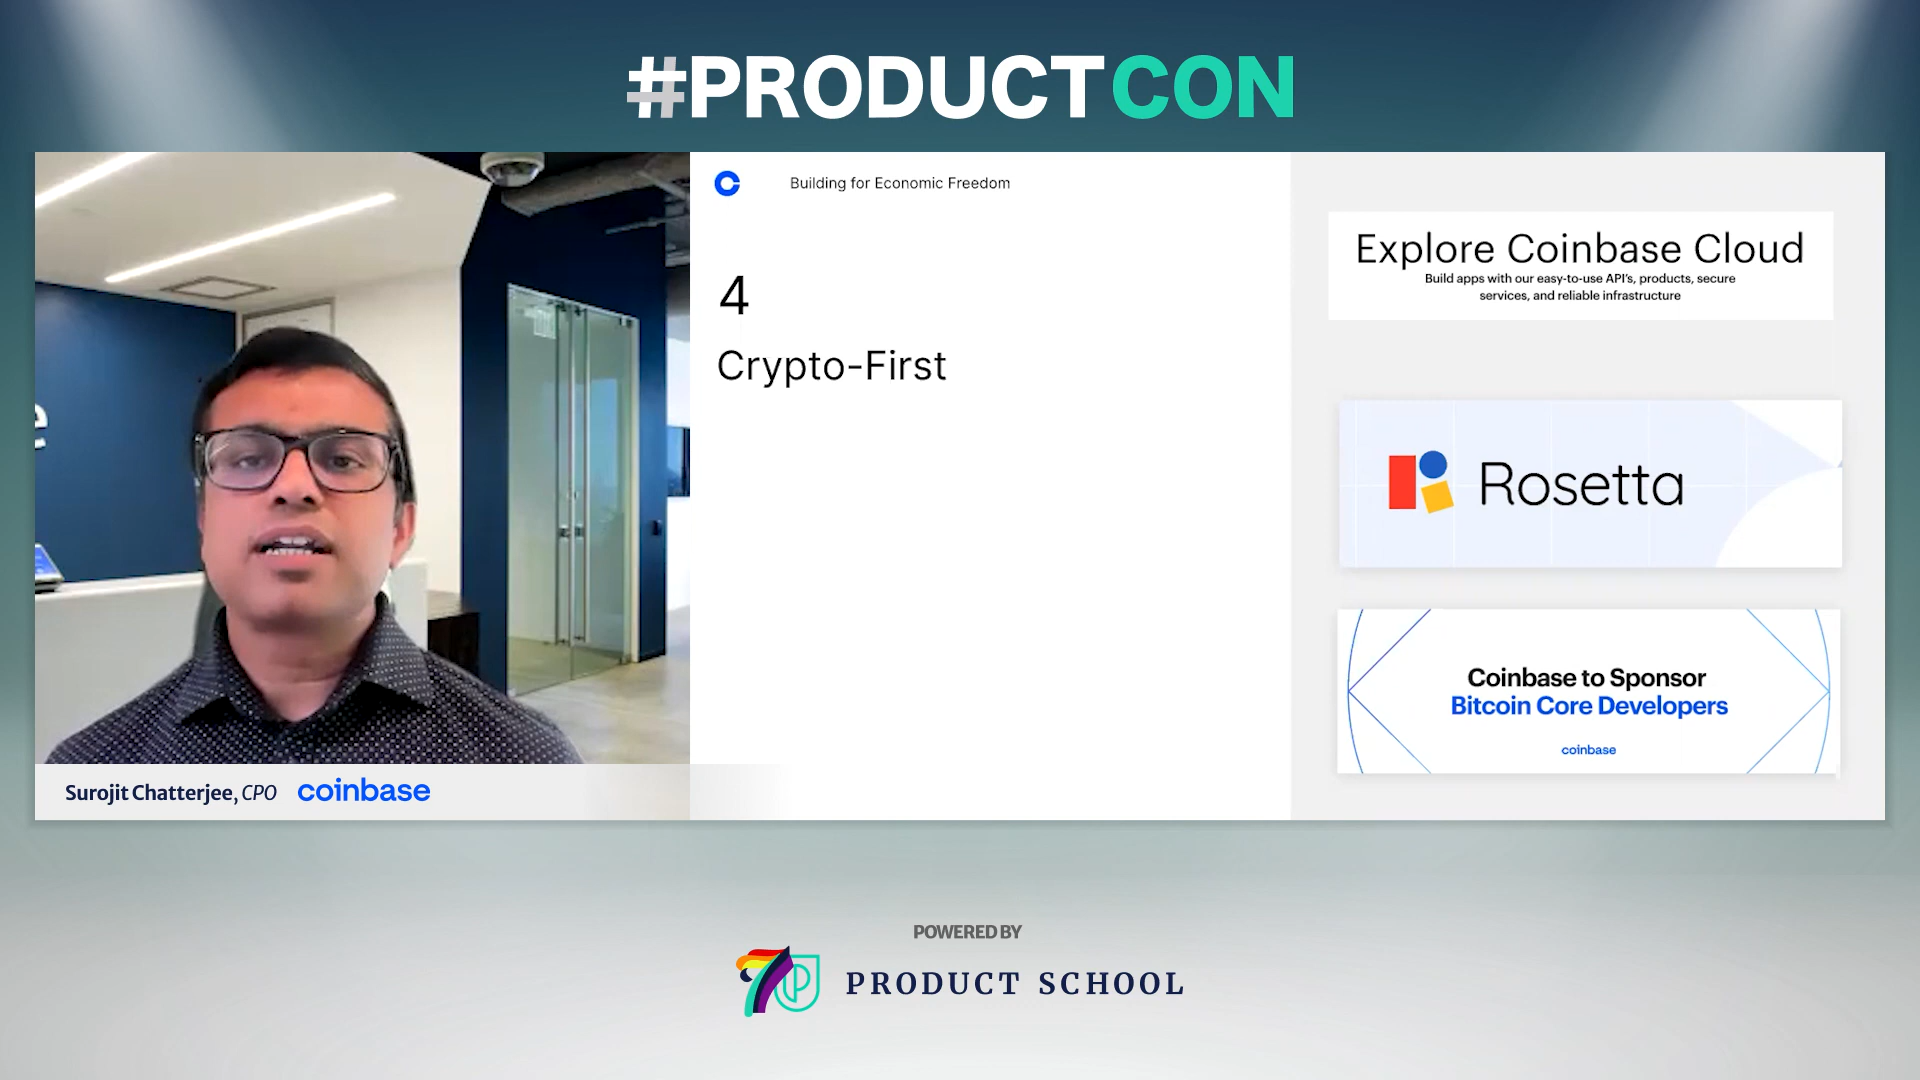 #PRODUCTCON
e
Building for Economic Freedom
4
Crypto-First
Explore Coinbase Cloud
Build apps with our easy-to-use API's, products, secure
services, and reliable infrastructure
Rosetta
Coinbase to Sponsor
Bitcoin Core Developers
coinbase
Surojit Chatterjee, CPO coinbase
POWERED BY
7 P PRODUCT SCHOOL